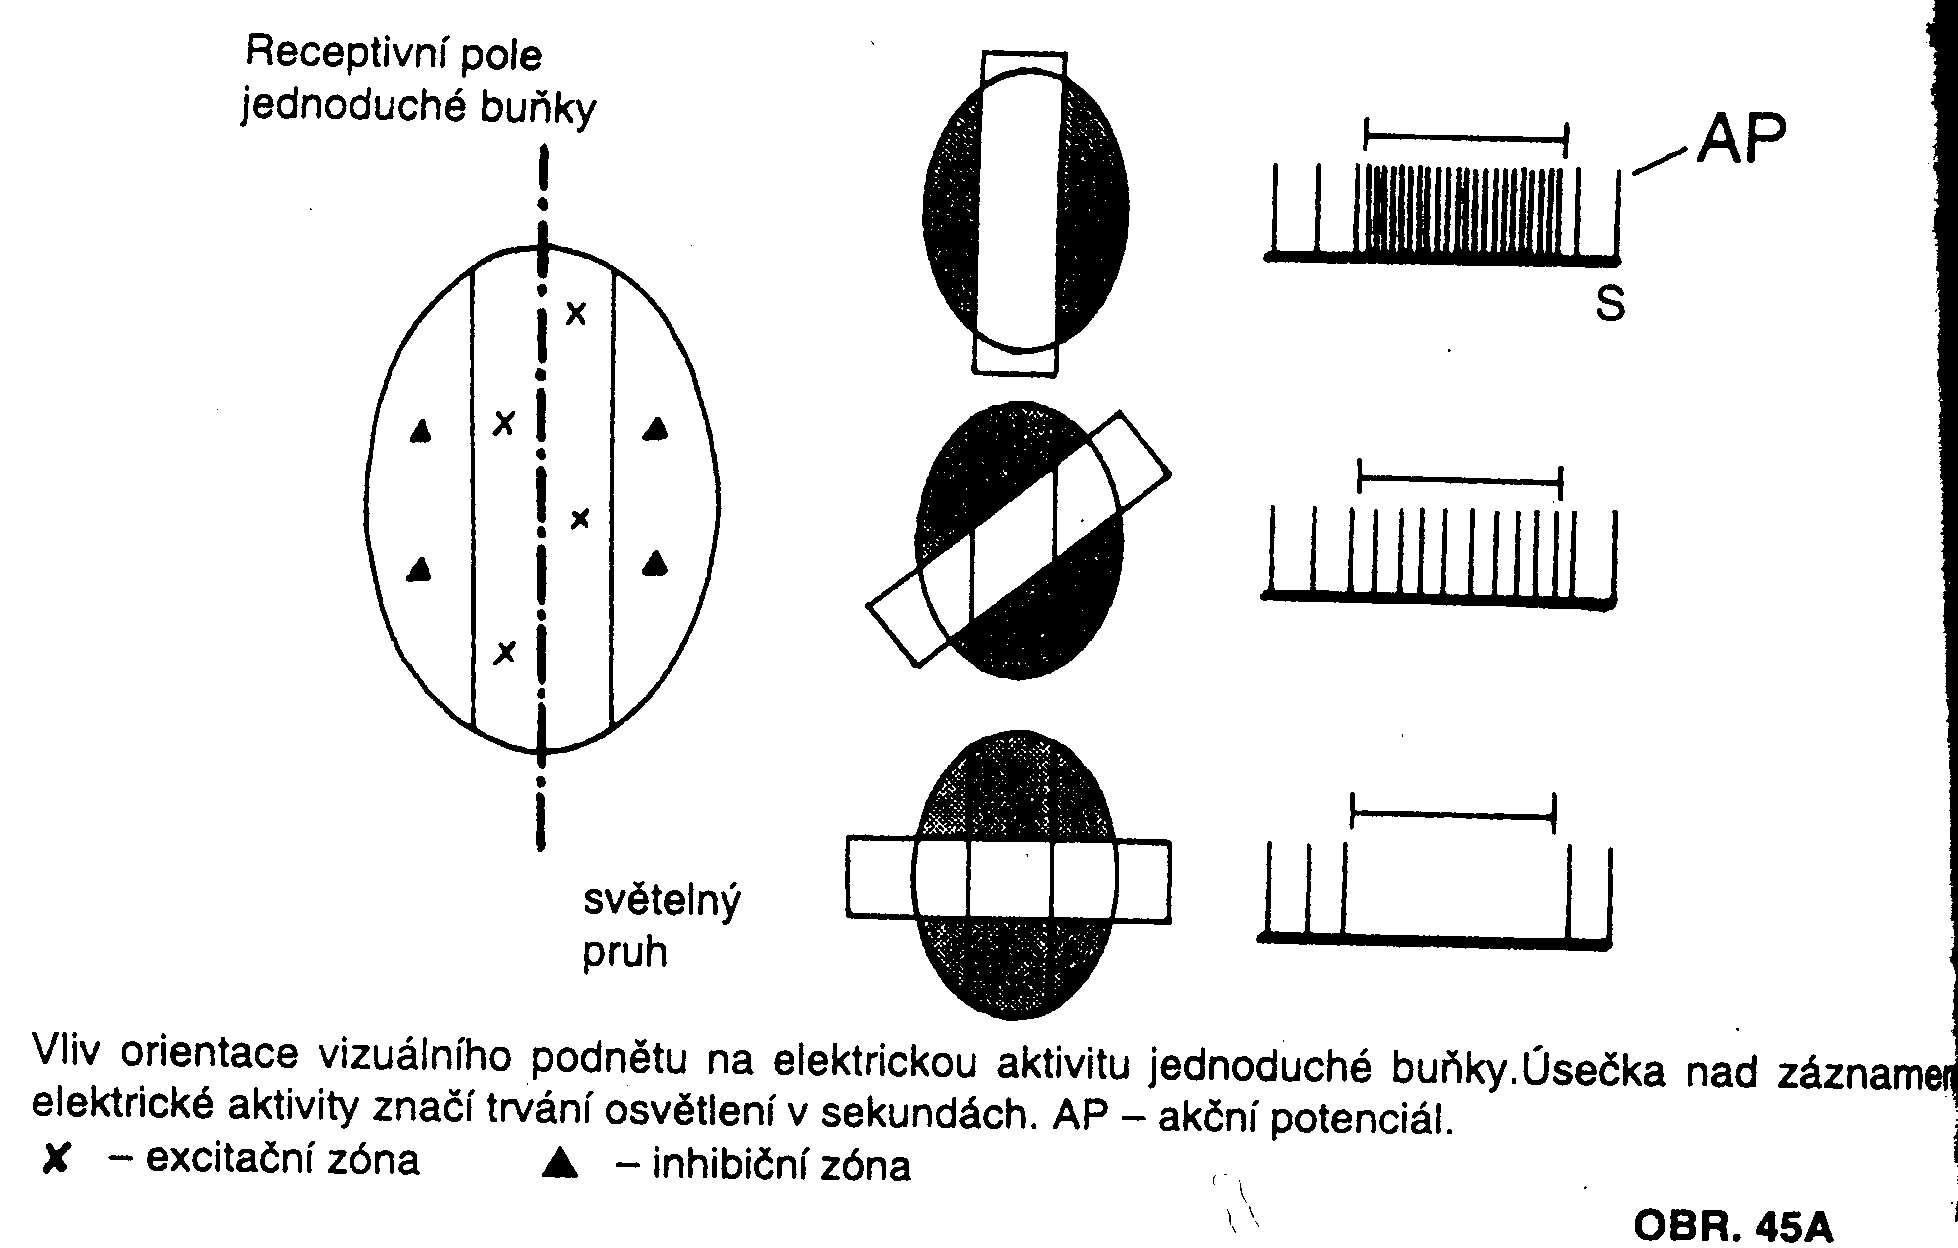 Receptivní pole
jednoduché buňky
AP
S
světelný
pruh
Vliv orientace vizuálního podnětu na elektrickou aktivitu jednoduché buňky.Úsečka nad záznamem
elektrické aktivity značí trvání osvětlení v sekundách. AP – akční potenciál.
x – excitační zóna ▲ – inhibiční zóna
OBR. 45A